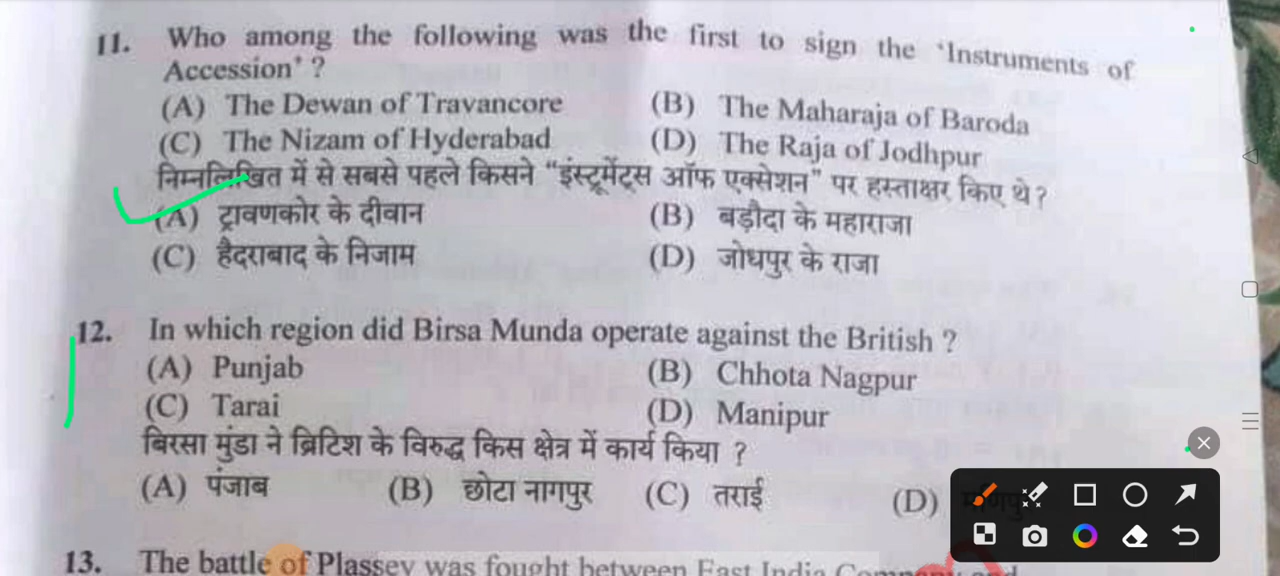 11. Who among the following was the first to sign the 'Instruments of
Accession' ?
(A) The Dewan of Travancore (B) The Maharaja of Baroda
(C) The Nizam of Hyderabad (D) The Raja of Jodhpur
निम्नलिखित में से सबसे पहले किसने “इंस्ट्रूमेंट्स ऑफ एक्सेशन” पर हस्ताक्षर किए थे ?
(A) ट्रावणकोर के दीवान (B) बड़ौदा के महाराजा
(C) हैदराबाद के निजाम (D) जोधपुर के राजा
12. In which region did Birsa Munda operate against the British ?
(A) Punjab (B) Chhota Nagpur
(C) Tarai (D) Manipur
बिरसा मुंडा ने ब्रिटिश के विरुद्ध किस क्षेत्र में कार्य किया ?
(A) पंजाब (B) छोटा नागपुर (C) तराई (D)
13. The battle of Plassey was fought between East India Company and